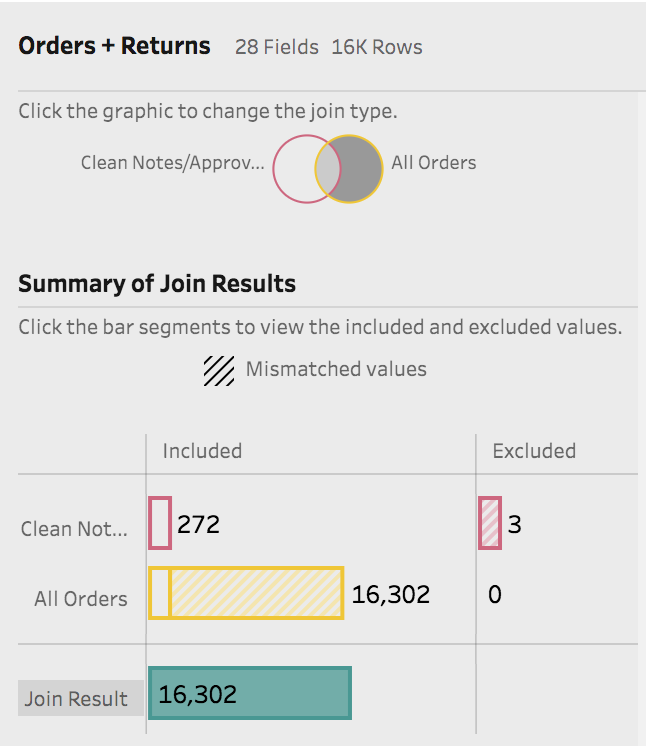 Orders + Returns 28 Fields 16K Rows
Click the graphic to change the join type.
Clean Notes/Approv... All Orders
Summary of Join Results
Click the bar segments to view the included and excluded values.
Mismatched values
Included Excluded
Clean Not... 272 3
All Orders 16,302 0
Join Result 16,302